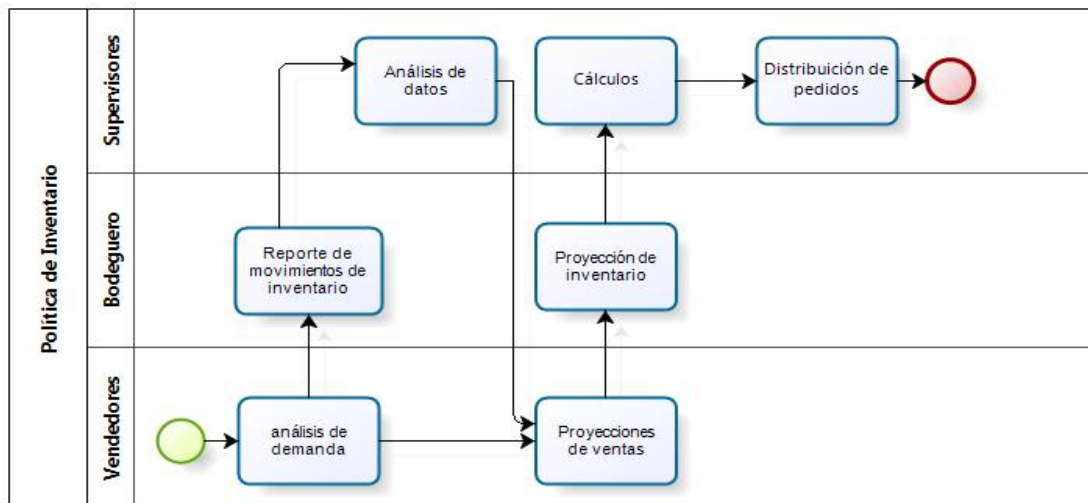 Política de Inventario
Supervisores
Análisis de
datos
Cálculos
Distribuición de
pedidos
Bodeguero
Reporte de
movimientos de
inventario
Proyección de
inventario
Vendedores
análisis de
demanda
Proyecciones
de ventas